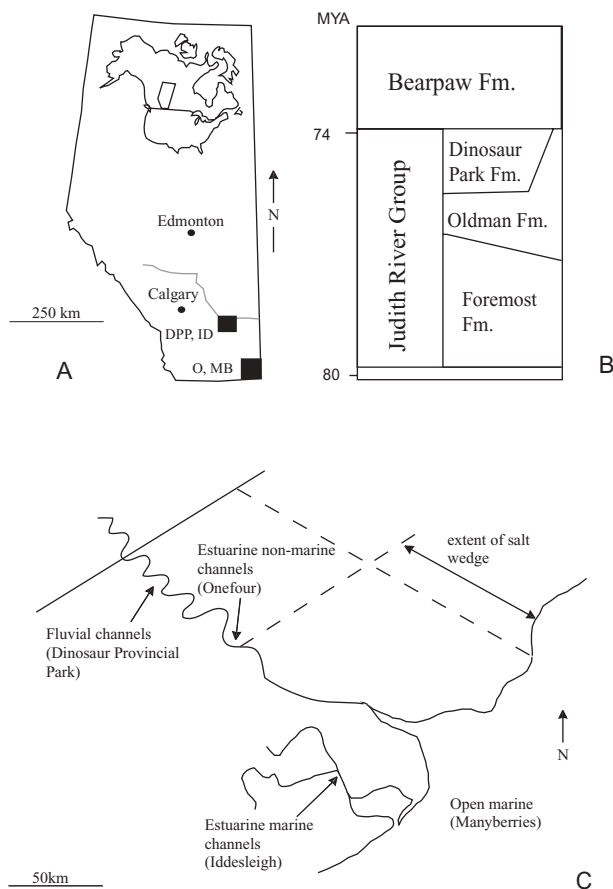 Edmonton
N
Calgary
250 km
DPP, ID
O, MB
A
MYA
Bearpaw Fm.
74
Judith River Group
Dinosaur
Park Fm.
Oldman Fm.
Foremost
Fm.
80
B
extent of salt
wedge
Estuarine non-marine
channels
(Onefour)
Fluvial channels
(Dinosaur Provincial
Park)
N
Open marine
(Manyberries)
Estuarine marine
channels
(Iddesleigh)
50km
C